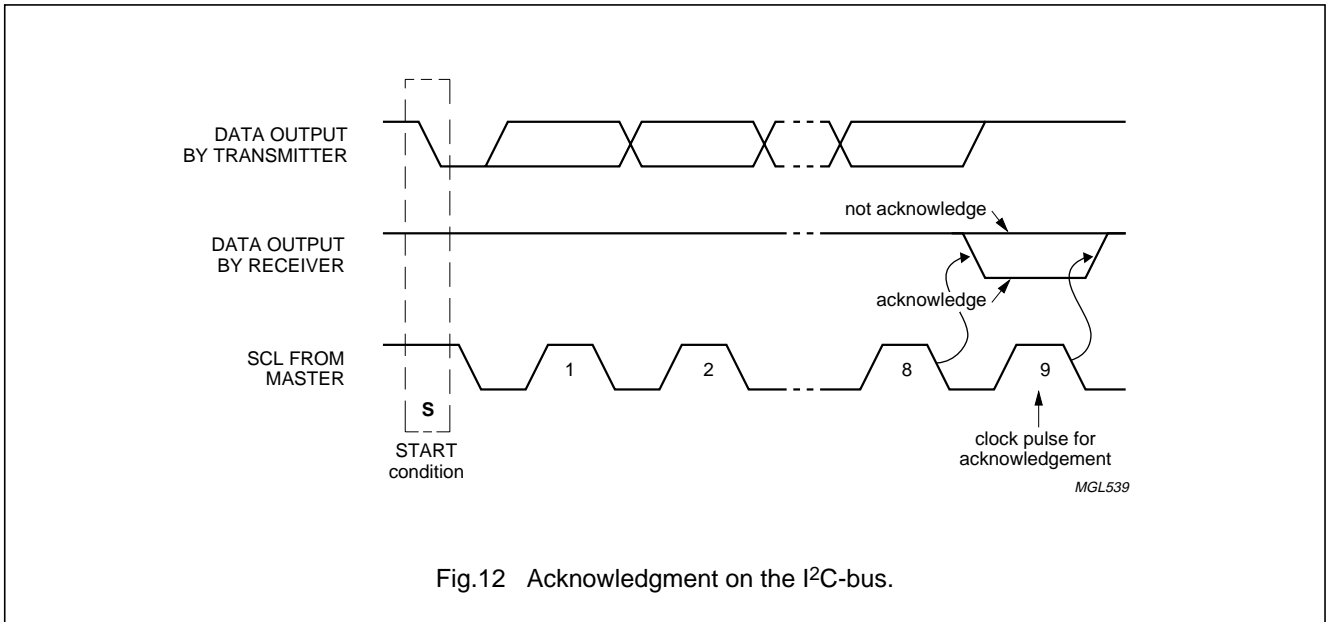 DATA OUTPUT
BY TRANSMITTER
not acknowledge
DATA OUTPUT
BY RECEIVER
acknowledge
SCL FROM
MASTER
1
2
8
9
S
START
condition
clock pulse for
acknowledgement
MGL539
Fig.12 Acknowledgment on the I²C-bus.